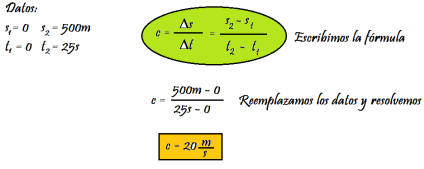 Datos:
s₁ = 0 s₂ = 500m
t₁ = 0 t₂ = 25s
c = Δs / Δt = s₂ - s₁ / t₂ - t₁
Escribimos la fórmula
c = 500m - 0 / 25s - 0
Reemplazamos los datos y resolvemos
c = 20 m/s